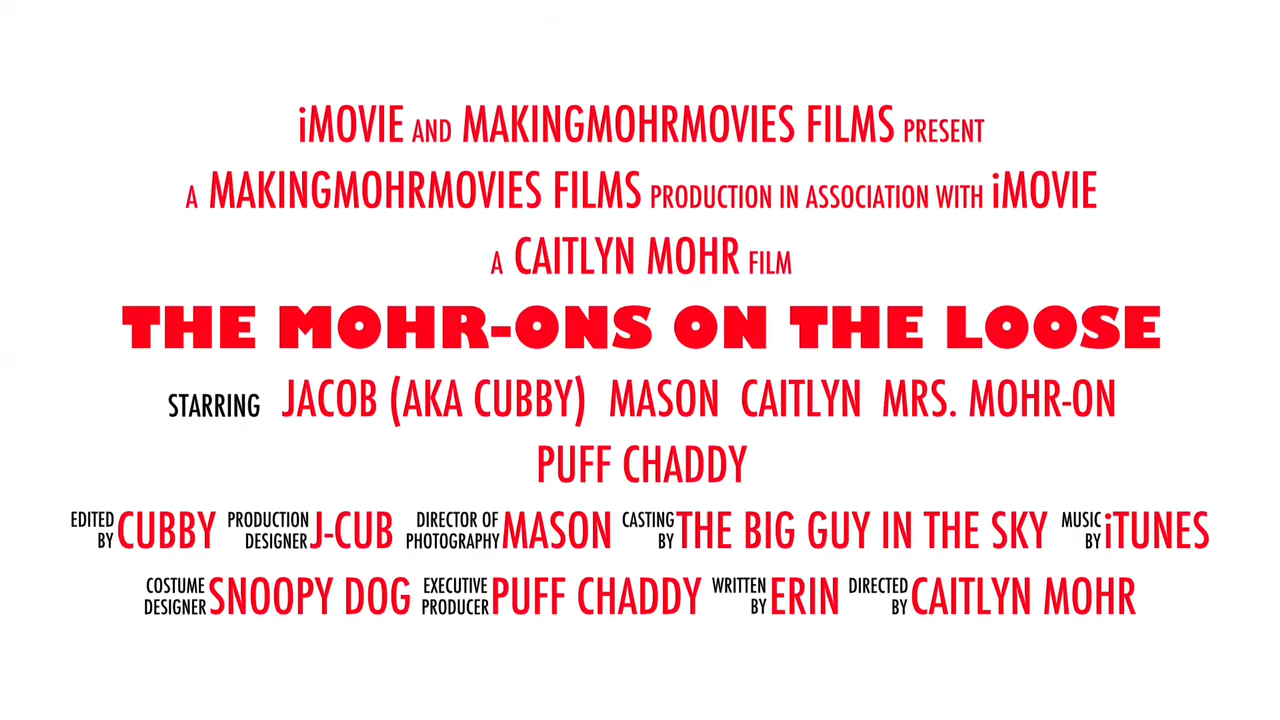 iMOVIE AND MAKINGMOHRMOVIES FILMS PRESENT
A MAKINGMOHRMOVIES FILMS PRODUCTION IN ASSOCIATION WITH iMOVIE
A CAITLYN MOHR FILM
THE MOHR-ONS ON THE LOOSE
STARRING JACOB (AKA CUBBY) MASON CAITLYN MRS. MOHR-ON
PUFF CHADDY
EDITED BY CUBBY PRODUCTION DESIGNER J-CUB DIRECTOR OF PHOTOGRAPHY MASON CASTING BY THE BIG GUY IN THE SKY MUSIC BY iTUNES
COSTUME DESIGNER SNOOPY DOG EXECUTIVE PRODUCER PUFF CHADDY WRITTEN BY ERIN DIRECTED BY CAITLYN MOHR